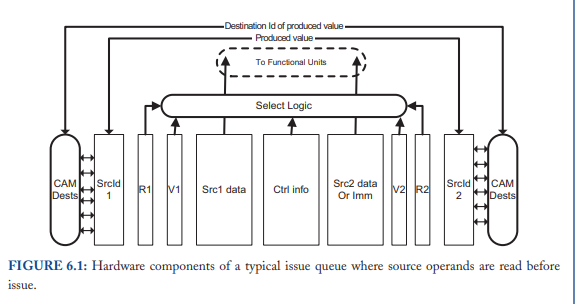 Destination Id of produced value
Produced value
To Functional Units
Select Logic
CAM
Dests
SrcId
1
R1
V1
Src1 data
Ctrl info
Src2 data
Or Imm
V2
R2
SrcId
2
CAM
Dests
FIGURE 6.1: Hardware components of a typical issue queue where source operands are read before
issue.